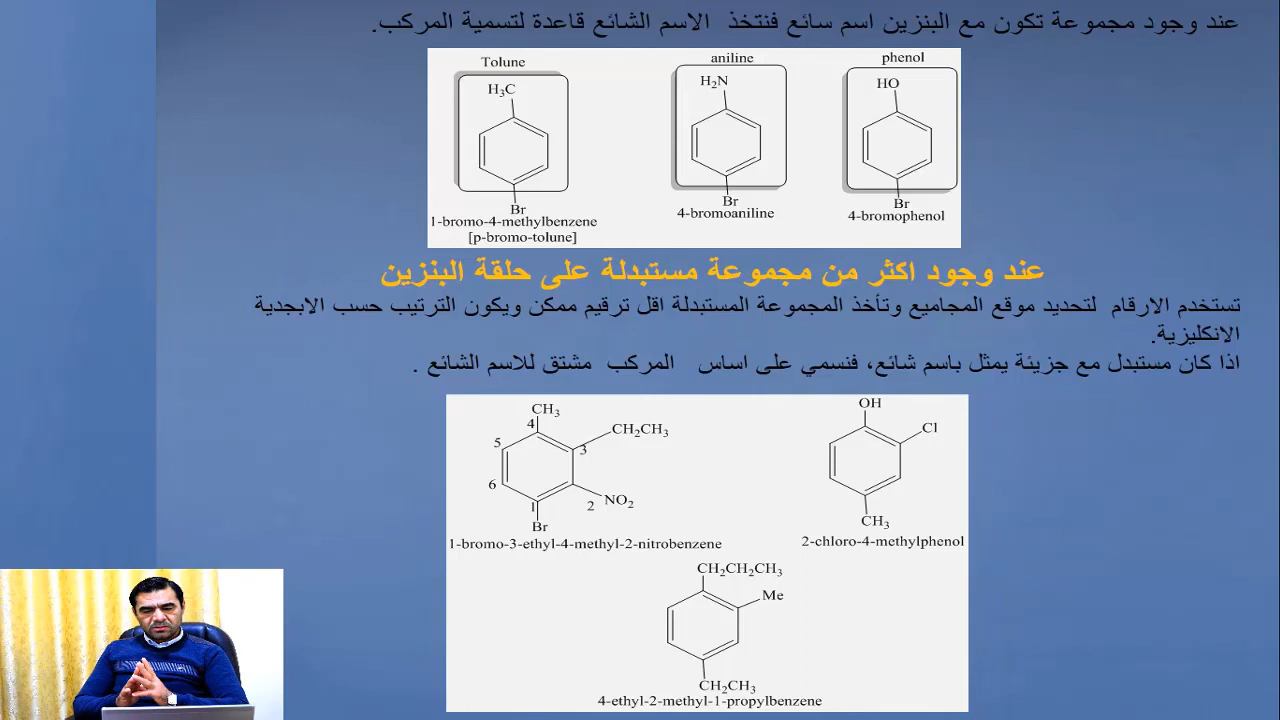 عند وجود مجموعة تكون مع البنزين اسم سائع فنتخذ الاسم الشائع قاعدة لتسمية المركب.
Tolune
aniline
phenol
H3C
H2N
HO
Br
Br
Br
1-bromo-4-methylbenzene
4-bromoaniline
4-bromophenol
[p-bromo-tolune]
عند وجود اكثر من مجموعة مستبدلة على حلقة البنزين
تستخدم الارقام لتحديد موقع المجاميع وتأخذ المجموعة المستبدلة اقل ترقيم ممكن ويكون الترتيب حسب الابجدية
الانكليزية.
اذا كان مستبدل مع جزيئة يمثل باسم شائع، فنسمي على اساس المركب مشتق للاسم الشائع .
CH3
4
CH2CH3
5
3
6
1
2
NO2
Br
1-bromo-3-ethyl-4-methyl-2-nitrobenzene
OH
Cl
CH3
2-chloro-4-methylphenol
CH2CH2CH3
Me
CH2CH3
4-ethyl-2-methyl-1-propylbenzene